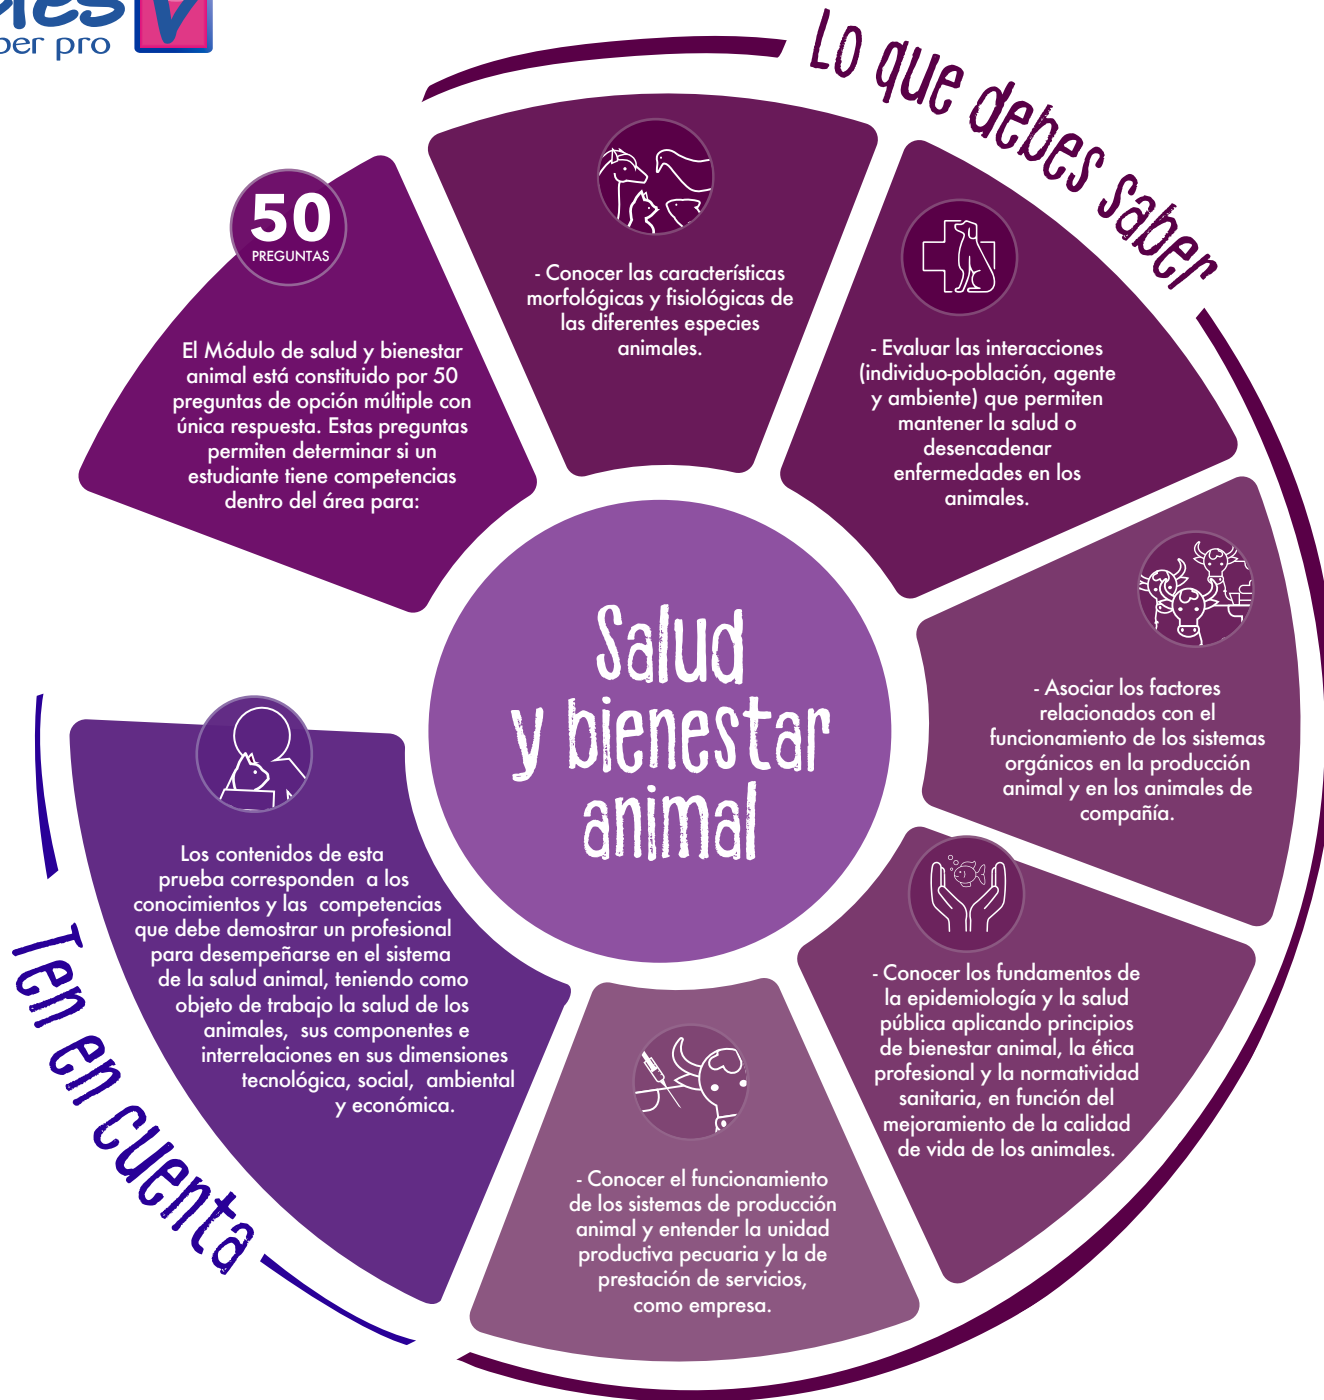 ber pro
Lo que debes saber
50
PREGUNTAS
El Módulo de salud y bienestar
animal está constituido por 50
preguntas de opción múltiple con
única respuesta. Estas preguntas
permiten determinar si un
estudiante tiene competencias
dentro del área para:
- Conocer las características
morfológicas y fisiológicas de
las diferentes especies
animales.
- Evaluar las interacciones
(individuo-población, agente
y ambiente) que permiten
mantener la salud o
desencadenar
enfermedades en los
animales.
- Asociar los factores
relacionados con el
funcionamiento de los sistemas
orgánicos en la producción
animal y en los animales de
compañía.
- Conocer los fundamentos de
la epidemiología y la salud
pública aplicando principios
de bienestar animal, la ética
profesional y la normatividad
sanitaria, en función del
mejoramiento de la calidad
de vida de los animales.
- Conocer el funcionamiento
de los sistemas de producción
animal y entender la unidad
productiva pecuaria y la de
prestación de servicios,
como empresa.
Salud
y bienestar
animal
Ten en cuenta
Los contenidos de esta
prueba corresponden a los
conocimientos y las competencias
que debe demostrar un profesional
para desempeñarse en el sistema
de la salud animal, teniendo como
objeto de trabajo la salud de los
animales, sus componentes e
interrelaciones en sus dimensiones
tecnológica, social, ambiental
y económica.